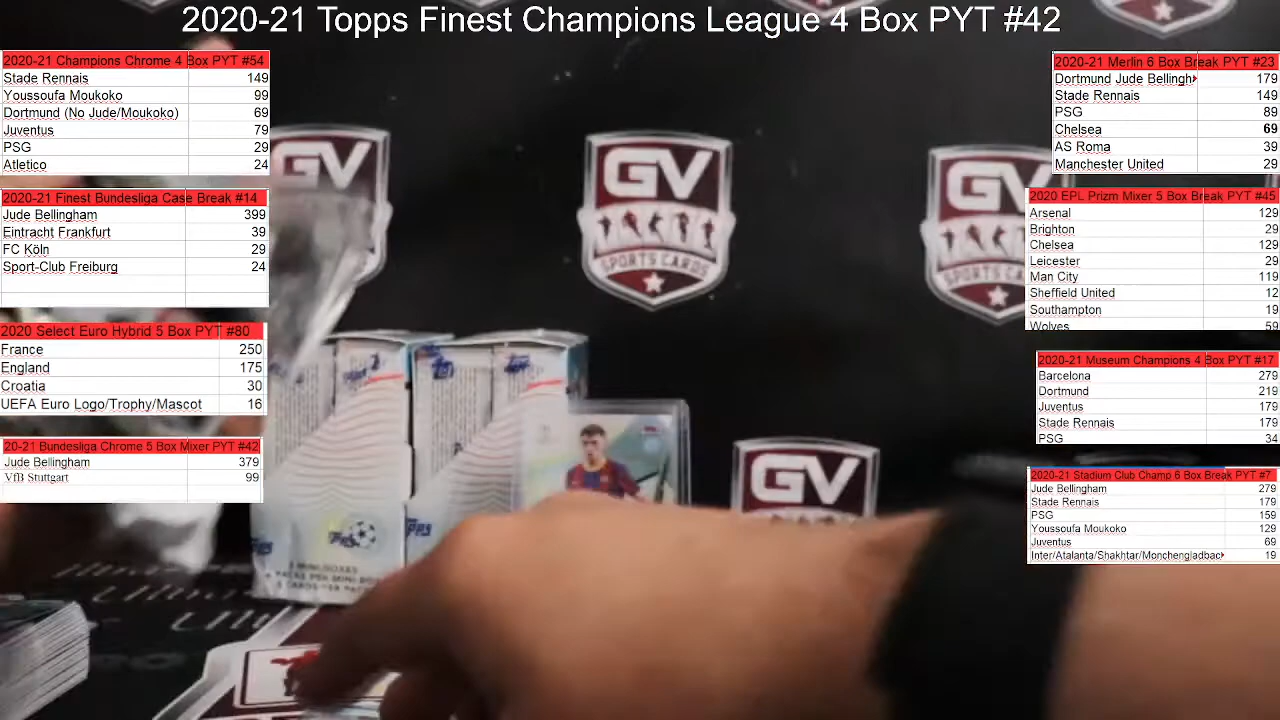 2020-21 Topps Finest Champions League 4 Box PYT #42
2020-21 Champions Chrome 4 Box PYT #54
Stade Rennais 149
Youssoufa Moukoko 99
Dortmund (No Jude/Moukoko) 69
Juventus 79
PSG 29
Atletico 24
2020-21 Finest Bundesliga Case Break #14
Jude Bellingham 399
Eintracht Frankfurt 39
FC Köln 29
Sport-Club Freiburg 24
2020 Select Euro Hybrid 5 Box PYT #80
France 250
England 175
Croatia 30
UEFA Euro Logo/Trophy/Mascot 16
20-21 Bundesliga Chrome 5 Box Mixer PYT #42
Jude Bellingham 379
VfB Stuttgart 99
2020-21 Merlin 6 Box Break PYT #23
Dortmund Jude Bellingh
Stade Rennais 149
PSG 89
Chelsea 69
AS Roma 39
Manchester United 29
179
2020 EPL Prizm Mixer 5 Box Break PYT #45
Arsenal 129
Brighton 29
Chelsea 129
Leicester 29
Man City 119
Sheffield United 12
Southampton 19
Wolves 59
2020-21 Museum Champions 4 Box PYT #17
Barcelona 279
Dortmund 219
Juventus 179
Stade Rennais 179
PSG 34
2020-21 Stadium Club Champ 6 Box Break PYT #7
Jude Bellingham 279
Stade Rennais 179
PSG 159
Youssoufa Moukoko 129
Juventus 69
Inter/Atalanta/Shakhtar/Monchengladbach 19
GV
GV
SPORTS CARDS
GV
SPORTS CA
GV
Topps